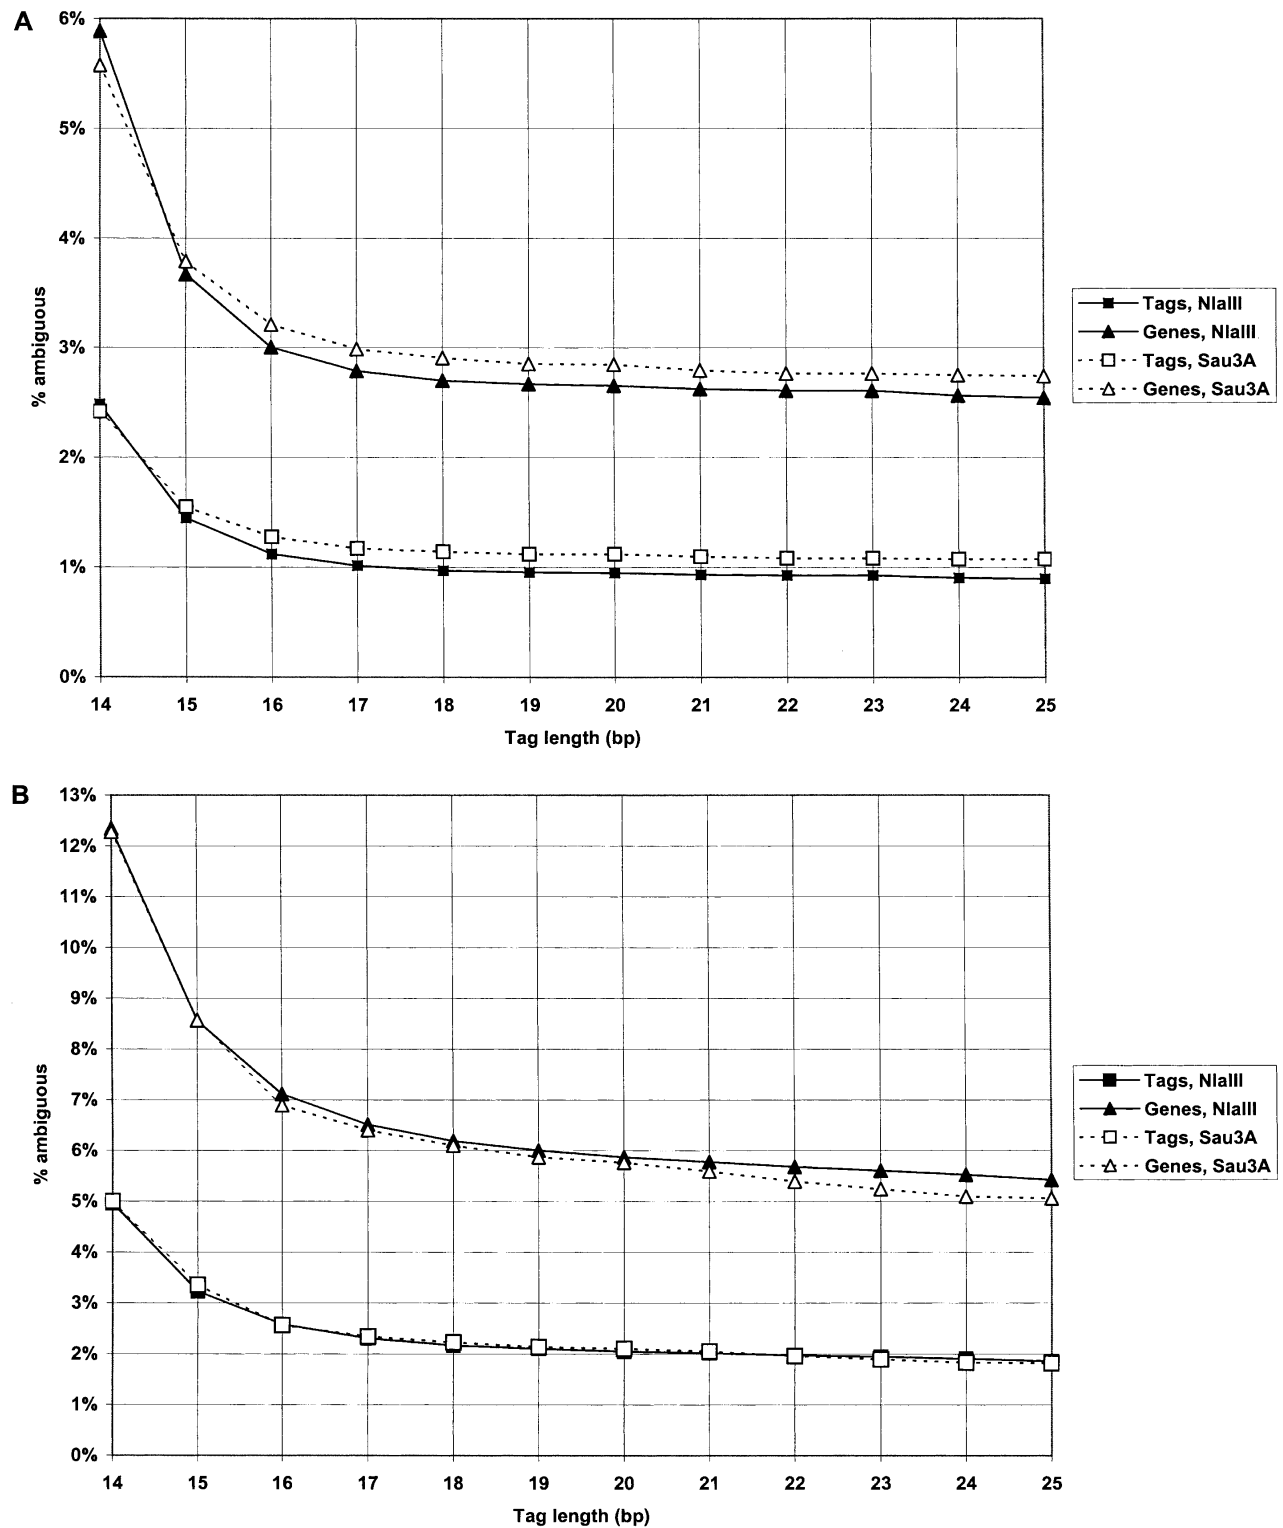 A
6%
5%
4%
3%
2%
1%
0%
% ambiguous
14 15 16 17 18 19 20 21 22 23 24 25
Tag length (bp)
Tags, NlaIII
Genes, NlaIII
Tags, Sau3A
Genes, Sau3A
B
13%
12%
11%
10%
9%
8%
7%
6%
5%
4%
3%
2%
1%
0%
% ambiguous
14 15 16 17 18 19 20 21 22 23 24 25
Tag length (bp)
Tags, NlaIII
Genes, NlaIII
Tags, Sau3A
Genes, Sau3A